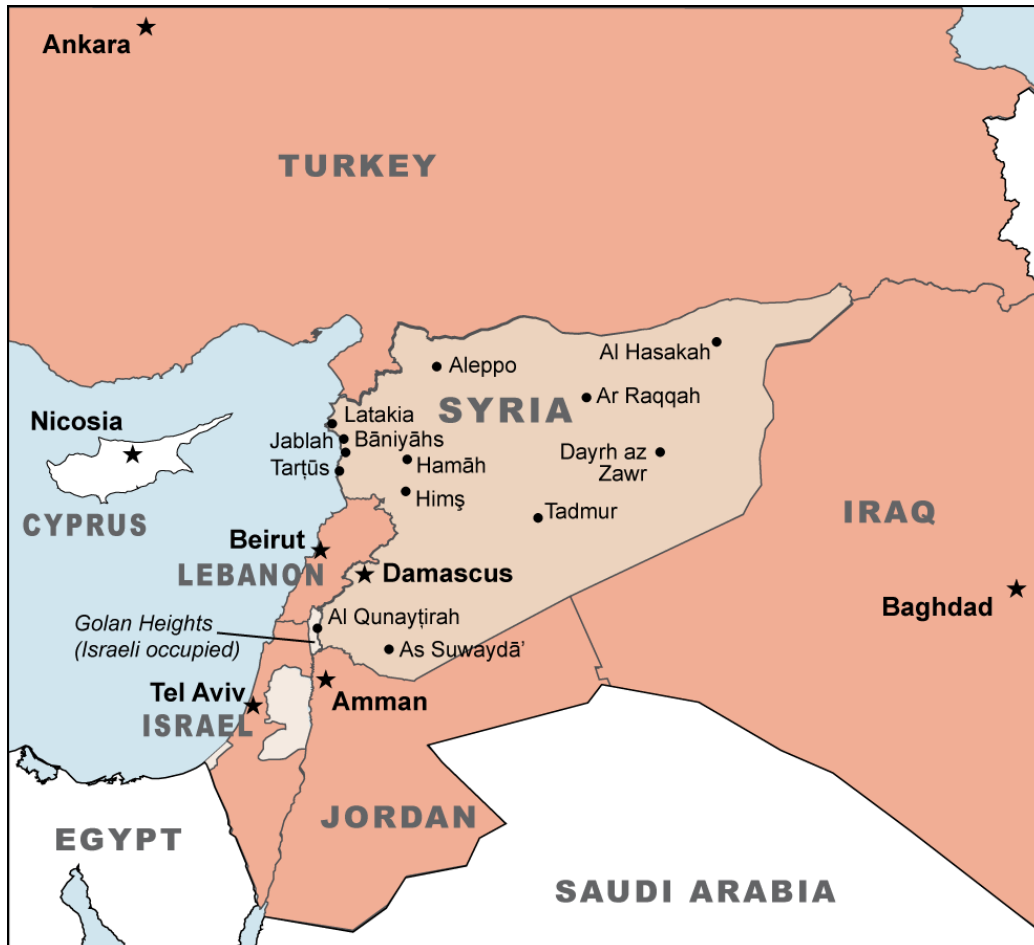 Ankara
TURKEY
Al Hasakah
Aleppo
Ar Raqqah
SYRIA
Latakia
Nicosia
Jablah
Bāniyāhs
Dayrh az
Zawr
Hamāh
Tarţūs
Himş
Tadmur
IRAQ
CYPRUS
Beirut
LEBANON
Damascus
Baghdad
Golan Heights
(Israeli occupied)
Al Qunayţirah
As Suwaydā’
Tel Aviv
Amman
ISRAEL
JORDAN
EGYPT
SAUDI ARABIA